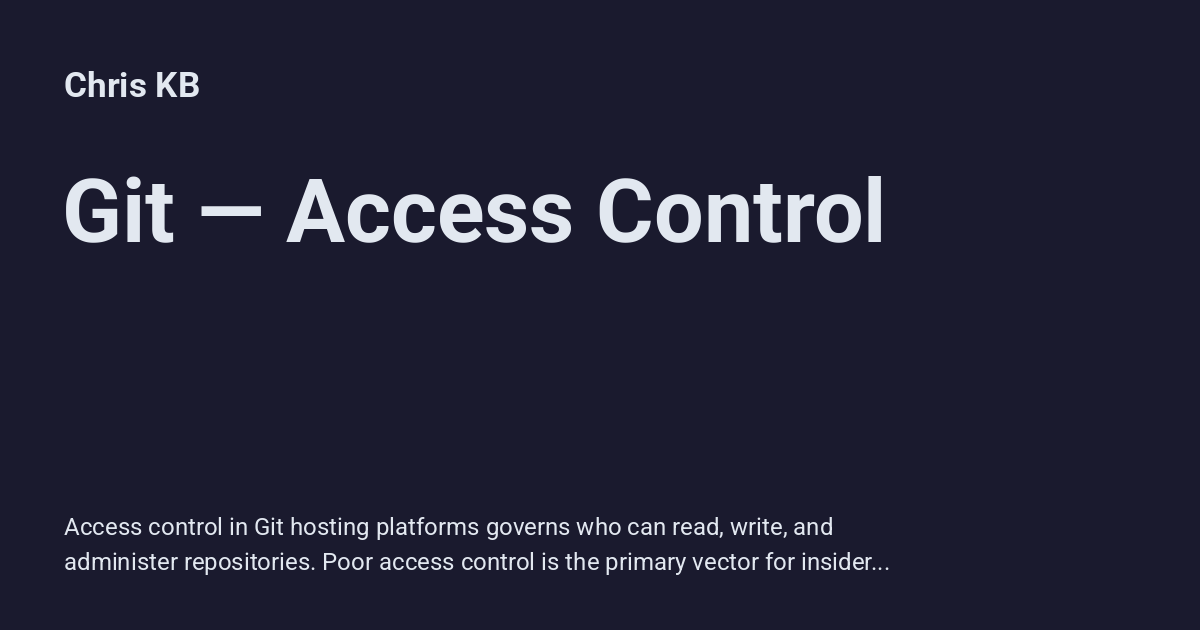 Chris KB
Git — Access Control
Access control in Git hosting platforms governs who can read, write, and
administer repositories. Poor access control is the primary vector for insider...